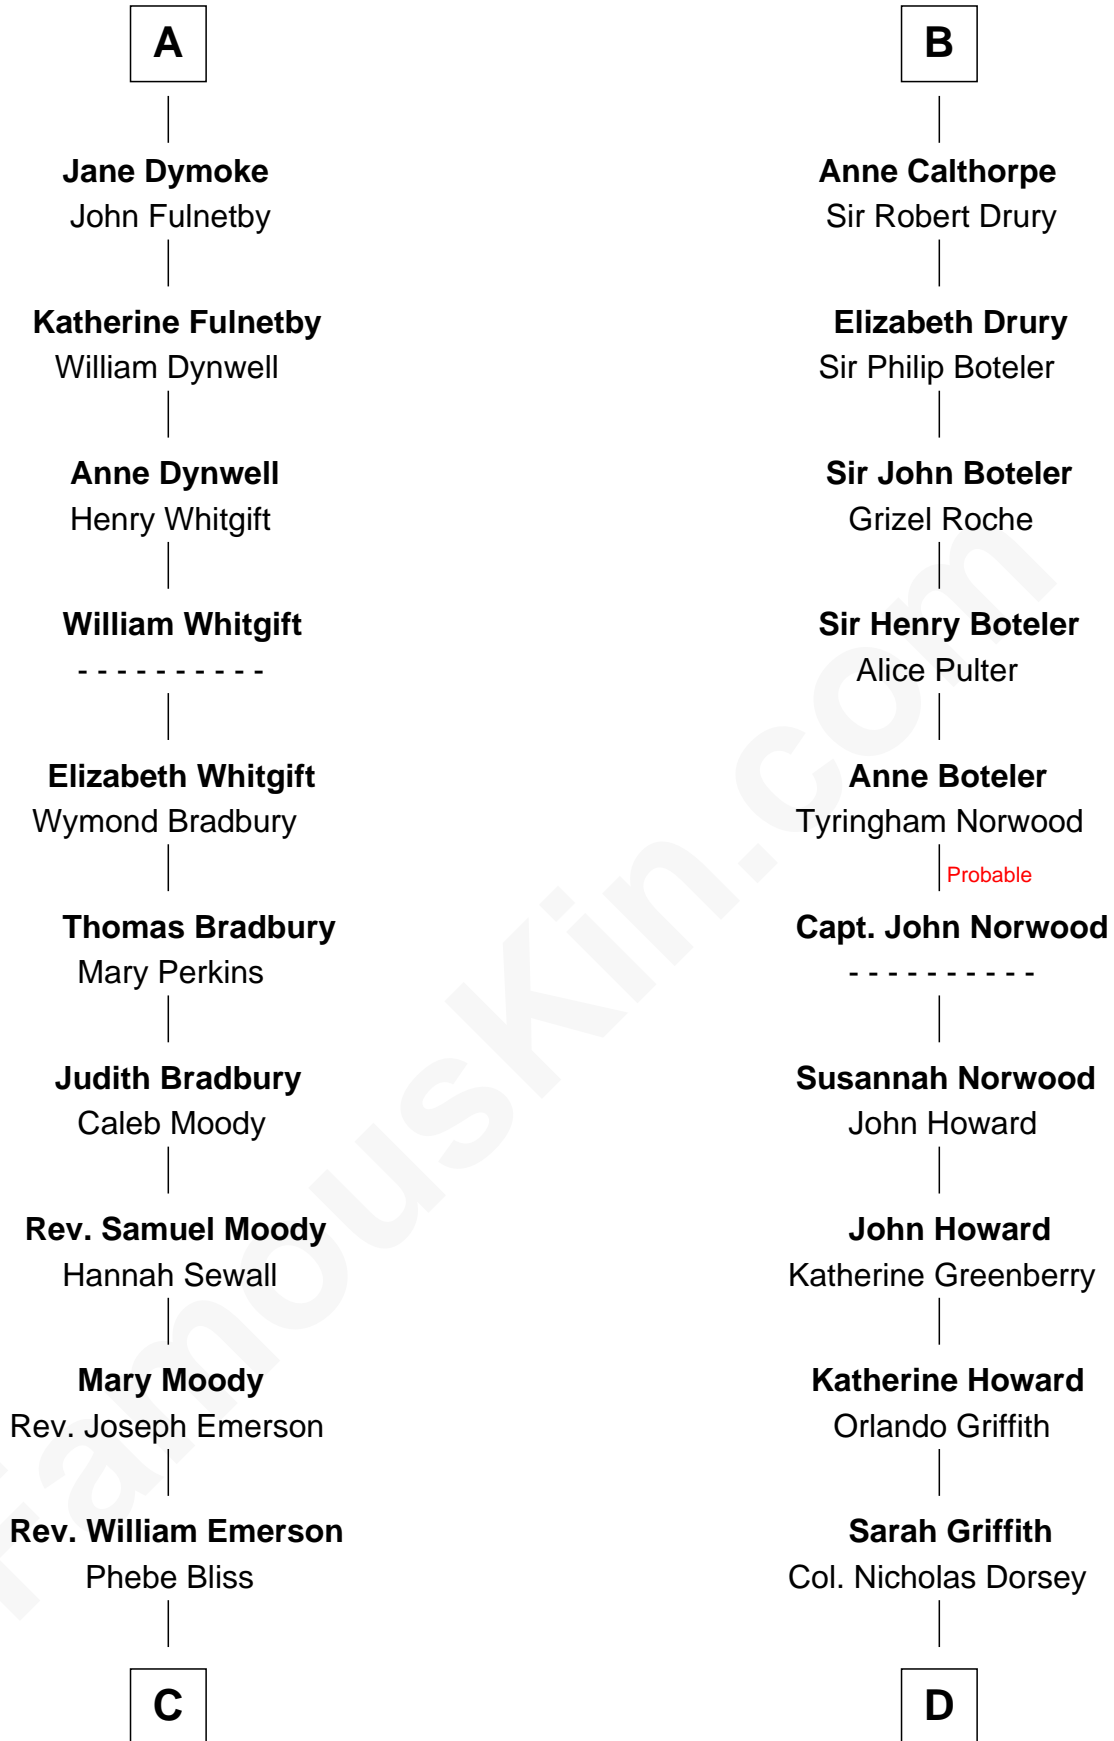 A
Jane Dymoke
John Fulnetby
Katherine Fulnetby
William Dynwell
Anne Dynwell
Henry Whitgift
William Whitgift
- - - - - - - - - -
Elizabeth Whitgift
Wymond Bradbury
Thomas Bradbury
Mary Perkins
Judith Bradbury
Caleb Moody
Rev. Samuel Moody
Hannah Sewall
Mary Moody
Rev. Joseph Emerson
Rev. William Emerson
Phebe Bliss
C
B
Anne Calthorpe
Sir Robert Drury
Elizabeth Drury
Sir Philip Boteler
Sir John Boteler
Grizel Roche
Sir Henry Boteler
Alice Pulter
Anne Boteler
Tyringham Norwood
Probable
Capt. John Norwood
- - - - - - - - - -
Susannah Norwood
John Howard
John Howard
Katherine Greenberry
Katherine Howard
Orlando Griffith
Sarah Griffith
Col. Nicholas Dorsey
D
FamousKin.com